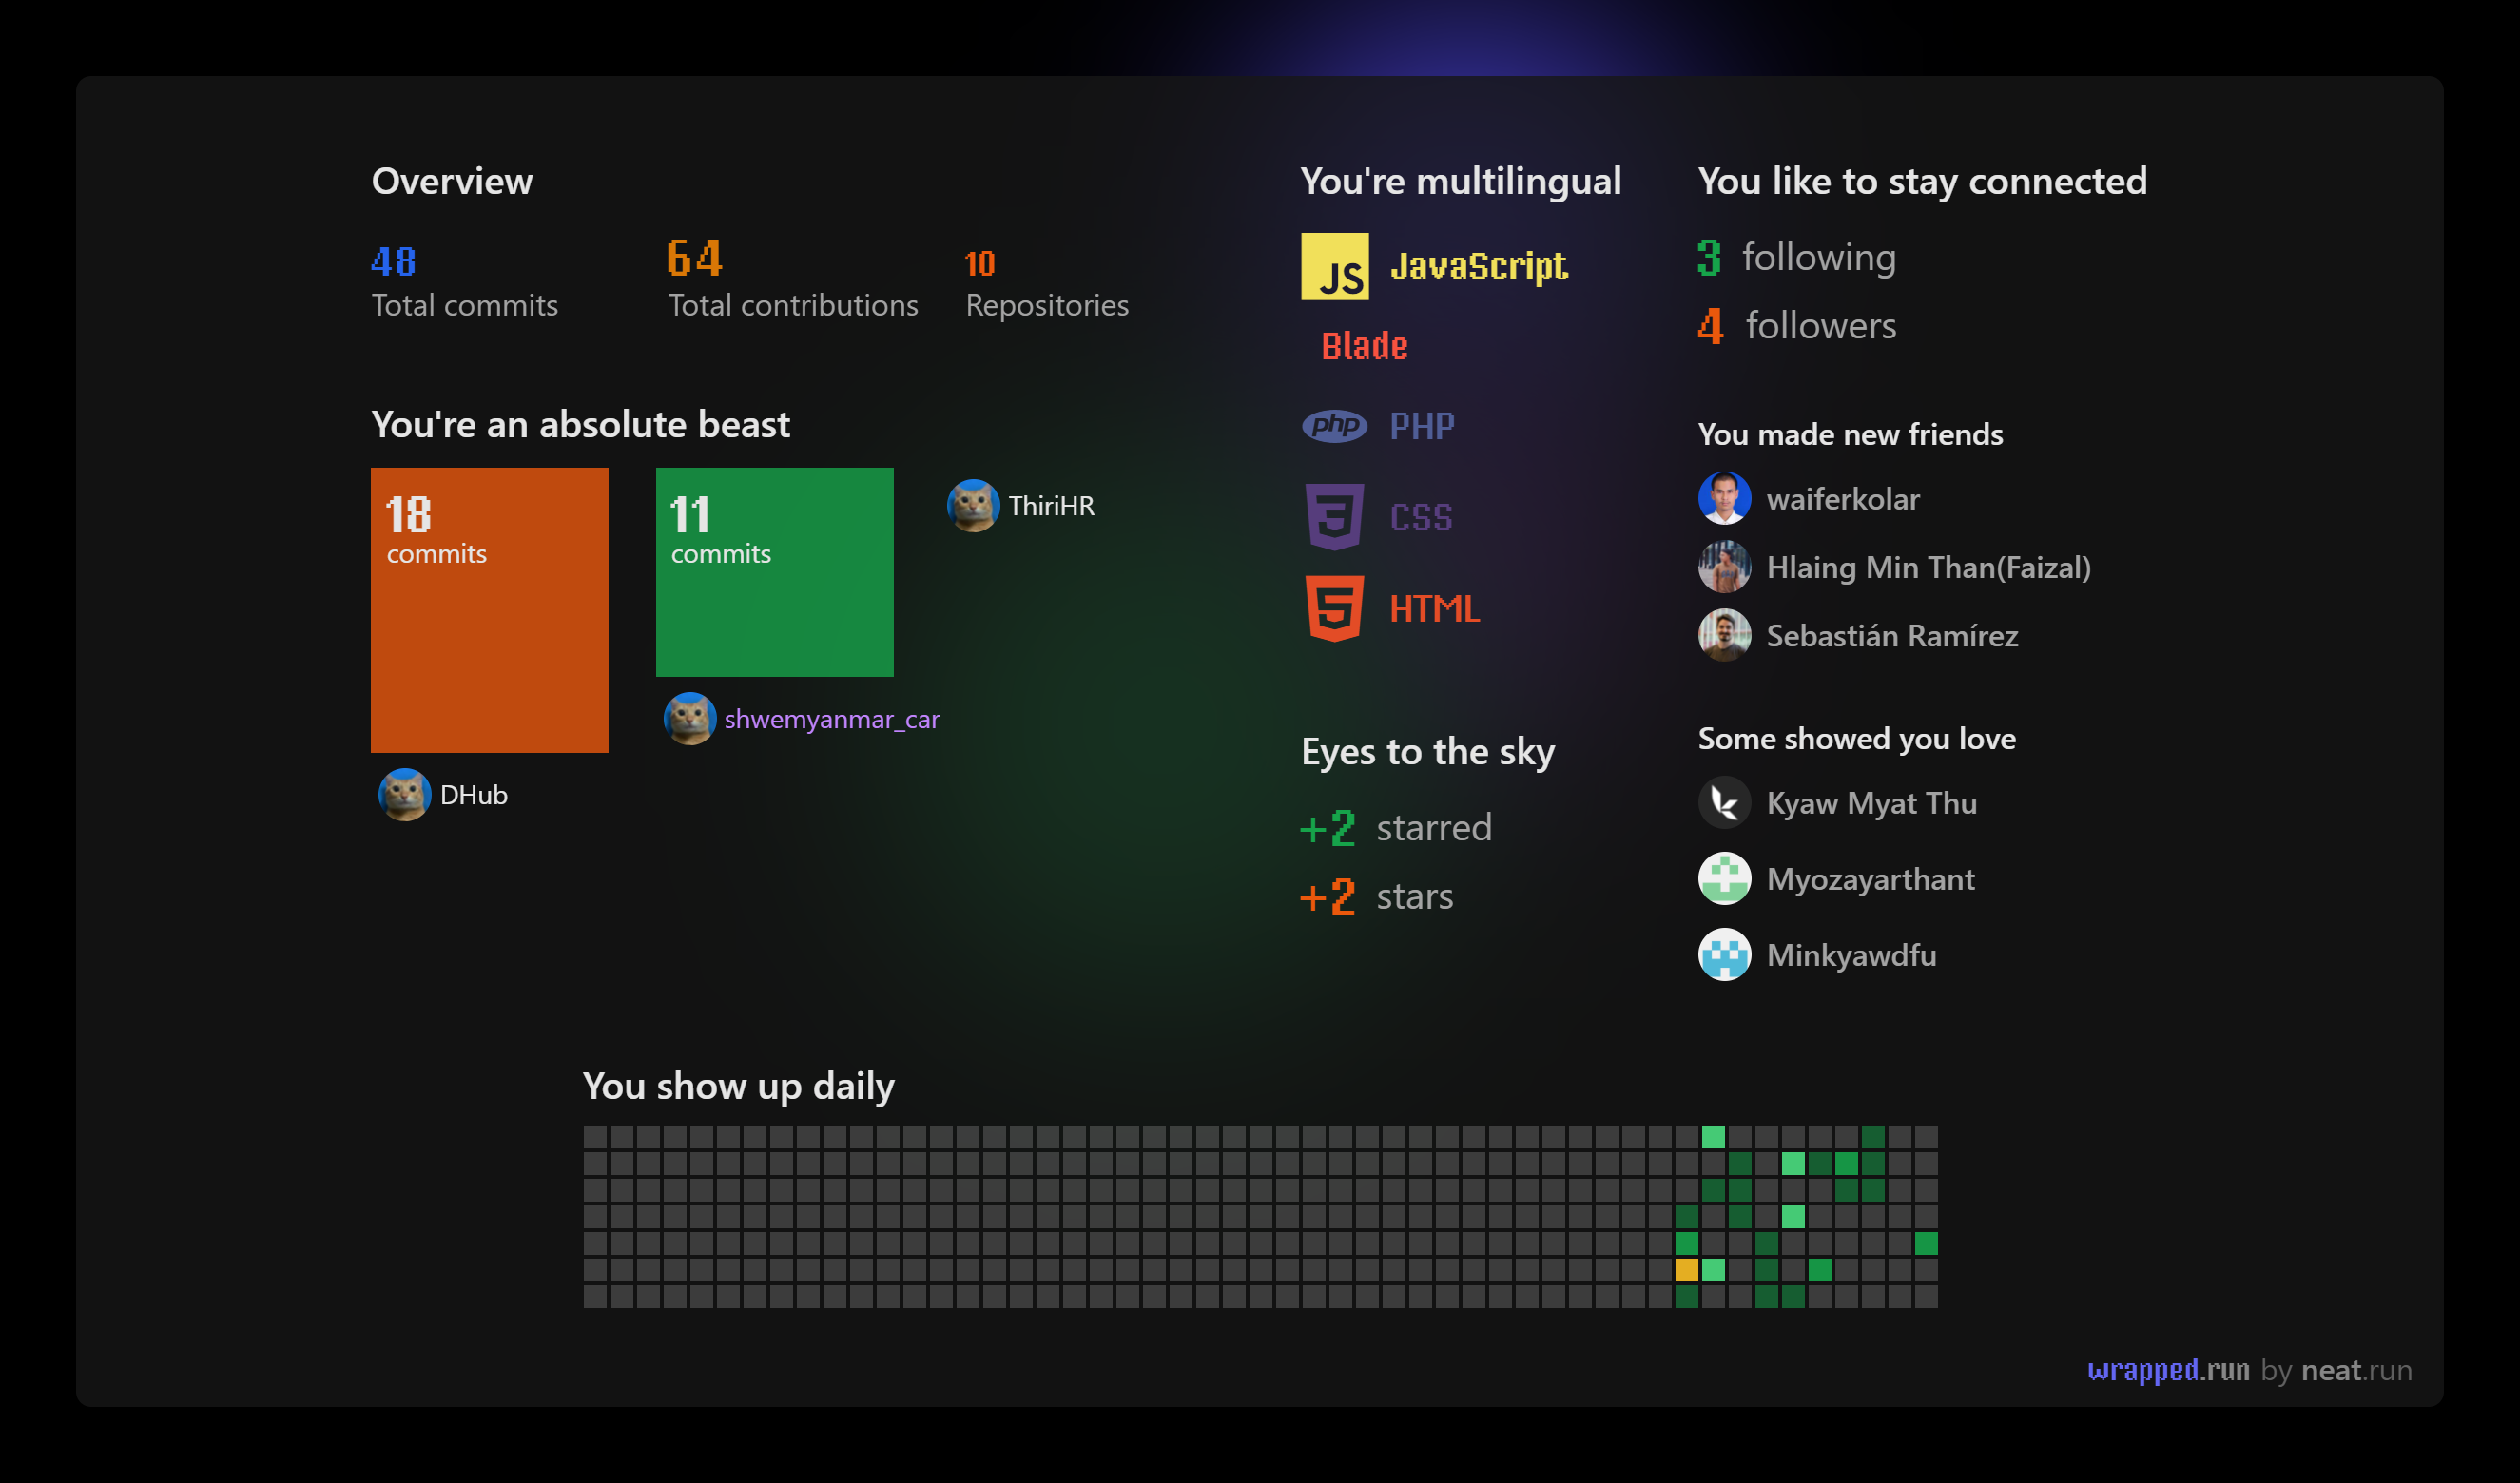 Overview
48
Total commits
64
Total contributions
10
Repositories
You're an absolute beast
18
commits
DHub
11
commits
shwemyanmar_car
ThiriHR
You're multilingual
JS JavaScript
Blade
php PHP
CSS
HTML
Eyes to the sky
+2 starred
+2 stars
You like to stay connected
3 following
4 followers
You made new friends
waiferkolar
Hlaing Min Than(Faizal)
Sebastián Ramírez
Some showed you love
Kyaw Myat Thu
Myozayarthant
Minkyawdfu
You show up daily
wrapped.run by neat.run